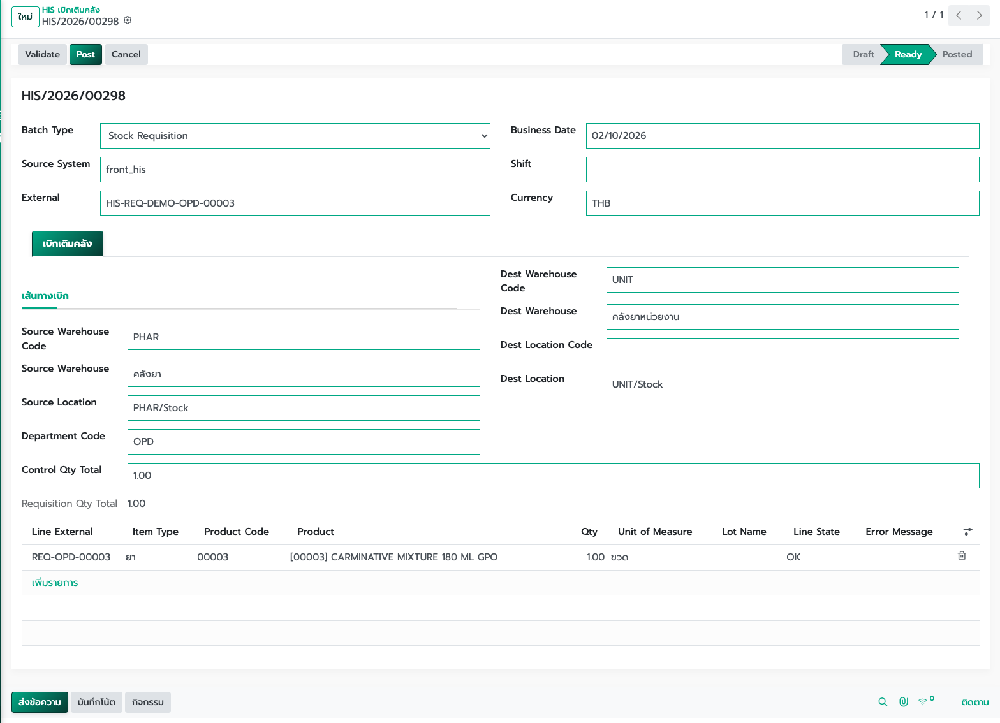 ใหม่
HIS เบิกเติมคลัง
HIS/2026/00298
1 / 1
Validate
Post
Cancel
Draft
Ready
Posted
HIS/2026/00298
Batch Type
Stock Requisition
Business Date
02/10/2026
Source System
front_his
Shift
External
HIS-REQ-DEMO-OPD-00003
Currency
THB
เบิกเติมคลัง
เส้นทางเบิก
Source Warehouse
Code
PHAR
Source Warehouse
คลังยา
Source Location
PHAR/Stock
Department Code
OPD
Dest Warehouse
Code
UNIT
Dest Warehouse
คลังยาหน่วยงาน
Dest Location Code
Dest Location
UNIT/Stock
Control Qty Total
1.00
Requisition Qty Total 1.00
Line External Item Type Product Code Product Qty Unit of Measure Lot Name Line State Error Message
REQ-OPD-00003 ยา 00003 [00003] CARMINATIVE MIXTURE 180 ML GPO 1.00 ขวด OK
เพิ่มรายการ
ส่งข้อความ
บันทึกโน้ต
กิจกรรม
0
ติดตาม